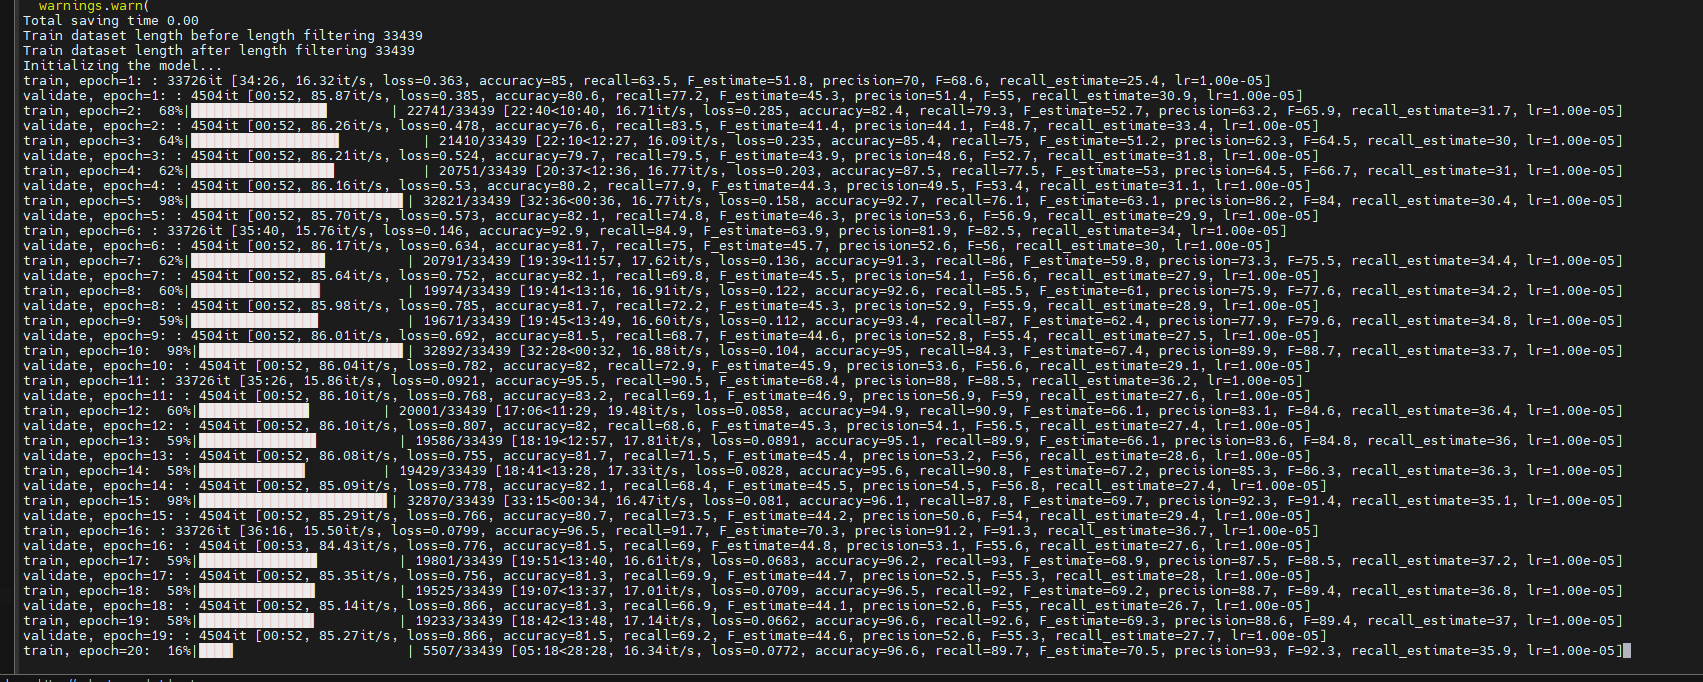 warnings.warn(
Total saving time 0.00
Train dataset length before length filtering 33439
Train dataset length after length filtering 33439
Initializing the model...
train, epoch=1: : 33726it [34:26, 16.32it/s, loss=0.363, accuracy=85, recall=63.5, F_estimate=51.8, precision=70, F=68.6, recall_estimate=25.4, lr=1.00e-05]
validate, epoch=1: : 4504it [00:52, 85.87it/s, loss=0.385, accuracy=80.6, recall=77.2, F_estimate=45.3, precision=51.4, F=55, recall_estimate=30.9, lr=1.00e-05]
train, epoch=2: 68%| | 22741/33439 [22:40<10:40, 16.71it/s, loss=0.285, accuracy=82.4, recall=79.3, F_estimate=52.7, precision=63.2, F=65.9, recall_estimate=31.7, lr=1.00e-05]
validate, epoch=2: : 4504it [00:52, 86.26it/s, loss=0.478, accuracy=76.6, recall=83.5, F_estimate=41.4, precision=44.1, F=48.7, recall_estimate=33.4, lr=1.00e-05]
train, epoch=3: 64%| | 21410/33439 [22:10<12:27, 16.09it/s, loss=0.235, accuracy=85.4, recall=75, F_estimate=51.2, precision=62.3, F=64.5, recall_estimate=30, lr=1.00e-05]
validate, epoch=3: : 4504it [00:52, 86.21it/s, loss=0.524, accuracy=79.7, recall=79.5, F_estimate=43.9, precision=48.6, F=52.7, recall_estimate=31.8, lr=1.00e-05]
train, epoch=4: 62%| | 20751/33439 [20:37<12:36, 16.77it/s, loss=0.203, accuracy=87.5, recall=77.5, F_estimate=53, precision=64.5, F=66.7, recall_estimate=31, lr=1.00e-05]
validate, epoch=4: : 4504it [00:52, 86.16it/s, loss=0.53, accuracy=80.2, recall=77.9, F_estimate=44.3, precision=49.5, F=53.4, recall_estimate=31.1, lr=1.00e-05]
train, epoch=5: 98%| | 32821/33439 [32:36<00:36, 16.77it/s, loss=0.158, accuracy=92.7, recall=76.1, F_estimate=63.1, precision=86.2, F=84, recall_estimate=30.4, lr=1.00e-05]
validate, epoch=5: : 4504it [00:52, 85.70it/s, loss=0.573, accuracy=82.1, recall=74.8, F_estimate=46.3, precision=53.6, F=56.9, recall_estimate=29.9, lr=1.00e-05]
train, epoch=6: : 33726it [35:40, 15.76it/s, loss=0.146, accuracy=92.9, recall=84.9, F_estimate=63.9, precision=81.9, F=82.5, recall_estimate=34, lr=1.00e-05]
validate, epoch=6: : 4504it [00:52, 86.17it/s, loss=0.634, accuracy=81.7, recall=75, F_estimate=45.7, precision=52.6, F=56, recall_estimate=30, lr=1.00e-05]
train, epoch=7: 62%| | 20791/33439 [19:39<11:57, 17.62it/s, loss=0.136, accuracy=91.3, recall=86, F_estimate=59.8, precision=73.3, F=75.5, recall_estimate=34.4, lr=1.00e-05]
validate, epoch=7: : 4504it [00:52, 85.64it/s, loss=0.752, accuracy=82.1, recall=69.8, F_estimate=45.5, precision=54.1, F=56.6, recall_estimate=27.9, lr=1.00e-05]
train, epoch=8: 60%| | 19974/33439 [19:41<13:16, 16.91it/s, loss=0.122, accuracy=92.6, recall=85.5, F_estimate=61, precision=75.9, F=77.6, recall_estimate=34.2, lr=1.00e-05]
validate, epoch=8: : 4504it [00:52, 85.98it/s, loss=0.785, accuracy=81.7, recall=72.2, F_estimate=45.3, precision=52.9, F=55.9, recall_estimate=28.9, lr=1.00e-05]
train, epoch=9: 59%| | 19671/33439 [19:45<13:49, 16.60it/s, loss=0.112, accuracy=93.4, recall=87, F_estimate=62.4, precision=77.9, F=79.6, recall_estimate=34.8, lr=1.00e-05]
validate, epoch=9: : 4504it [00:52, 86.01it/s, loss=0.692, accuracy=81.5, recall=68.7, F_estimate=44.6, precision=52.8, F=55.4, recall_estimate=27.5, lr=1.00e-05]
train, epoch=10: 98%| | 32892/33439 [32:28<00:32, 16.88it/s, loss=0.104, accuracy=95, recall=84.3, F_estimate=67.4, precision=89.9, F=88.7, recall_estimate=33.7, lr=1.00e-05]
validate, epoch=10: : 4504it [00:52, 86.04it/s, loss=0.782, accuracy=82, recall=72.9, F_estimate=45.9, precision=53.6, F=56.6, recall_estimate=29.1, lr=1.00e-05]
train, epoch=11: : 33726it [35:26, 15.86it/s, loss=0.0921, accuracy=95.5, recall=90.5, F_estimate=68.4, precision=88, F=88.5, recall_estimate=36.2, lr=1.00e-05]
validate, epoch=11: : 4504it [00:52, 86.10it/s, loss=0.768, accuracy=83.2, recall=69.1, F_estimate=46.9, precision=56.9, F=59, recall_estimate=27.6, lr=1.00e-05]
train, epoch=12: 60%| | 20001/33439 [17:06<11:29, 19.48it/s, loss=0.0858, accuracy=94.9, recall=90.9, F_estimate=66.1, precision=83.1, F=84.6, recall_estimate=36.4, lr=1.00e-05]
validate, epoch=12: : 4504it [00:52, 86.10it/s, loss=0.807, accuracy=82, recall=68.6, F_estimate=45.3, precision=54.1, F=56.5, recall_estimate=27.4, lr=1.00e-05]
train, epoch=13: 59%| | 19586/33439 [18:19<12:57, 17.81it/s, loss=0.0891, accuracy=95.1, recall=89.9, F_estimate=66.1, precision=83.6, F=84.8, recall_estimate=36, lr=1.00e-05]
validate, epoch=13: : 4504it [00:52, 86.08it/s, loss=0.755, accuracy=81.7, recall=71.5, F_estimate=45.4, precision=53.2, F=56, recall_estimate=28.6, lr=1.00e-05]
train, epoch=14: 58%| | 19429/33439 [18:41<13:28, 17.33it/s, loss=0.0828, accuracy=95.6, recall=90.8, F_estimate=67.2, precision=85.3, F=86.3, recall_estimate=36.3, lr=1.00e-05]
validate, epoch=14: : 4504it [00:52, 85.09it/s, loss=0.778, accuracy=82.1, recall=68.4, F_estimate=45.5, precision=54.5, F=56.8, recall_estimate=27.4, lr=1.00e-05]
train, epoch=15: 98%| | 32870/33439 [33:15<00:34, 16.47it/s, loss=0.081, accuracy=96.1, recall=87.8, F_estimate=69.7, precision=92.3, F=91.4, recall_estimate=35.1, lr=1.00e-05]
validate, epoch=15: : 4504it [00:52, 85.29it/s, loss=0.766, accuracy=80.7, recall=73.5, F_estimate=44.2, precision=50.6, F=54, recall_estimate=29.4, lr=1.00e-05]
train, epoch=16: : 33726it [36:16, 15.50it/s, loss=0.0799, accuracy=96.5, recall=91.7, F_estimate=70.3, precision=91.2, F=91.3, recall_estimate=36.7, lr=1.00e-05]
validate, epoch=16: : 4504it [00:53, 84.43it/s, loss=0.776, accuracy=81.5, recall=69, F_estimate=44.8, precision=53.1, F=55.6, recall_estimate=27.6, lr=1.00e-05]
train, epoch=17: 59%| | 19801/33439 [19:51<13:40, 16.61it/s, loss=0.0683, accuracy=96.2, recall=93, F_estimate=68.9, precision=87.5, F=88.5, recall_estimate=37.2, lr=1.00e-05]
validate, epoch=17: : 4504it [00:52, 85.35it/s, loss=0.756, accuracy=81.3, recall=69.9, F_estimate=44.7, precision=52.5, F=55.3, recall_estimate=28, lr=1.00e-05]
train, epoch=18: 58%| | 19525/33439 [19:07<13:37, 17.01it/s, loss=0.0709, accuracy=96.5, recall=92, F_estimate=69.2, precision=88.7, F=89.4, recall_estimate=36.8, lr=1.00e-05]
validate, epoch=18: : 4504it [00:52, 85.14it/s, loss=0.866, accuracy=81.3, recall=66.9, F_estimate=44.1, precision=52.6, F=55, recall_estimate=26.7, lr=1.00e-05]
train, epoch=19: 58%| | 19233/33439 [18:42<13:48, 17.14it/s, loss=0.0662, accuracy=96.6, recall=92.6, F_estimate=69.3, precision=88.6, F=89.4, recall_estimate=37, lr=1.00e-05]
validate, epoch=19: : 4504it [00:52, 85.27it/s, loss=0.866, accuracy=81.5, recall=69.2, F_estimate=44.6, precision=52.6, F=55.3, recall_estimate=27.7, lr=1.00e-05]
train, epoch=20: 16%| | 5507/33439 [05:18<28:28, 16.34it/s, loss=0.0772, accuracy=96.6, recall=89.7, F_estimate=70.5, precision=93, F=92.3, recall_estimate=35.9, lr=1.00e-05]